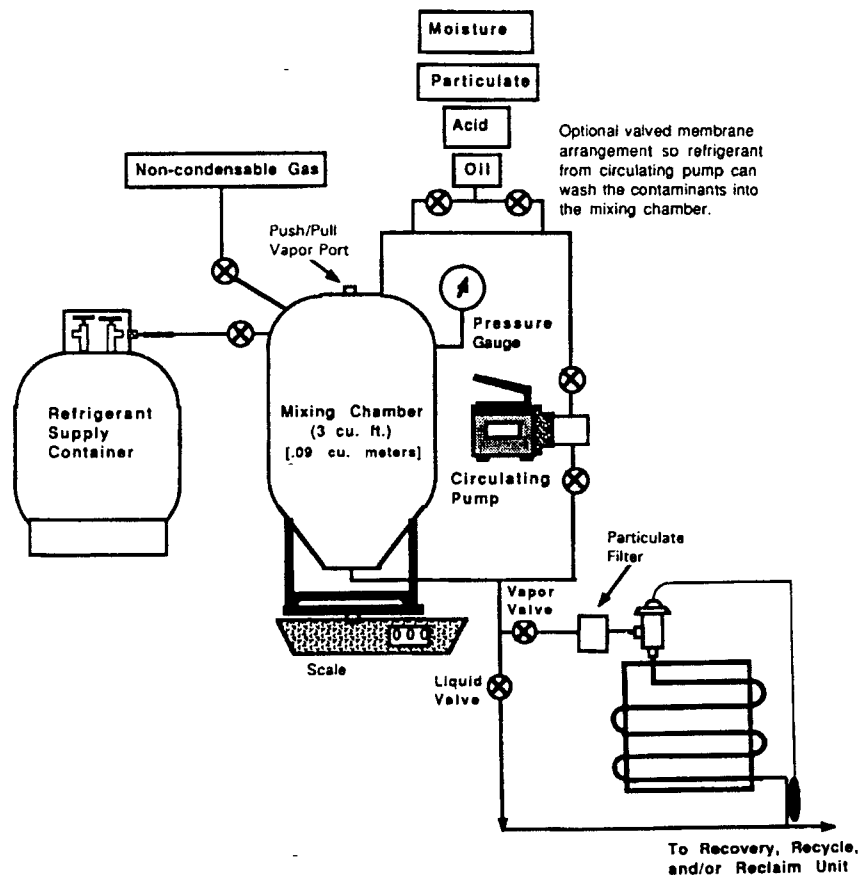 Moisture
Particulate
Acid
Oil
Optional valved membrane
arrangement so refrigerant
from circulating pump can
wash the contaminants into
the mixing chamber.
Non-condensable Gas
Push/Pull
Vapor Port
Pressure
Gauge
Refrigerant
Supply
Container
Mixing Chamber
(3 cu. ft.)
[.09 cu. meters]
Circulating
Pump
Particulate
Filter
Vapor
Valve
000
Scale
Liquid
Valve
To Recovery, Recycle,
and/or Reclaim Unit